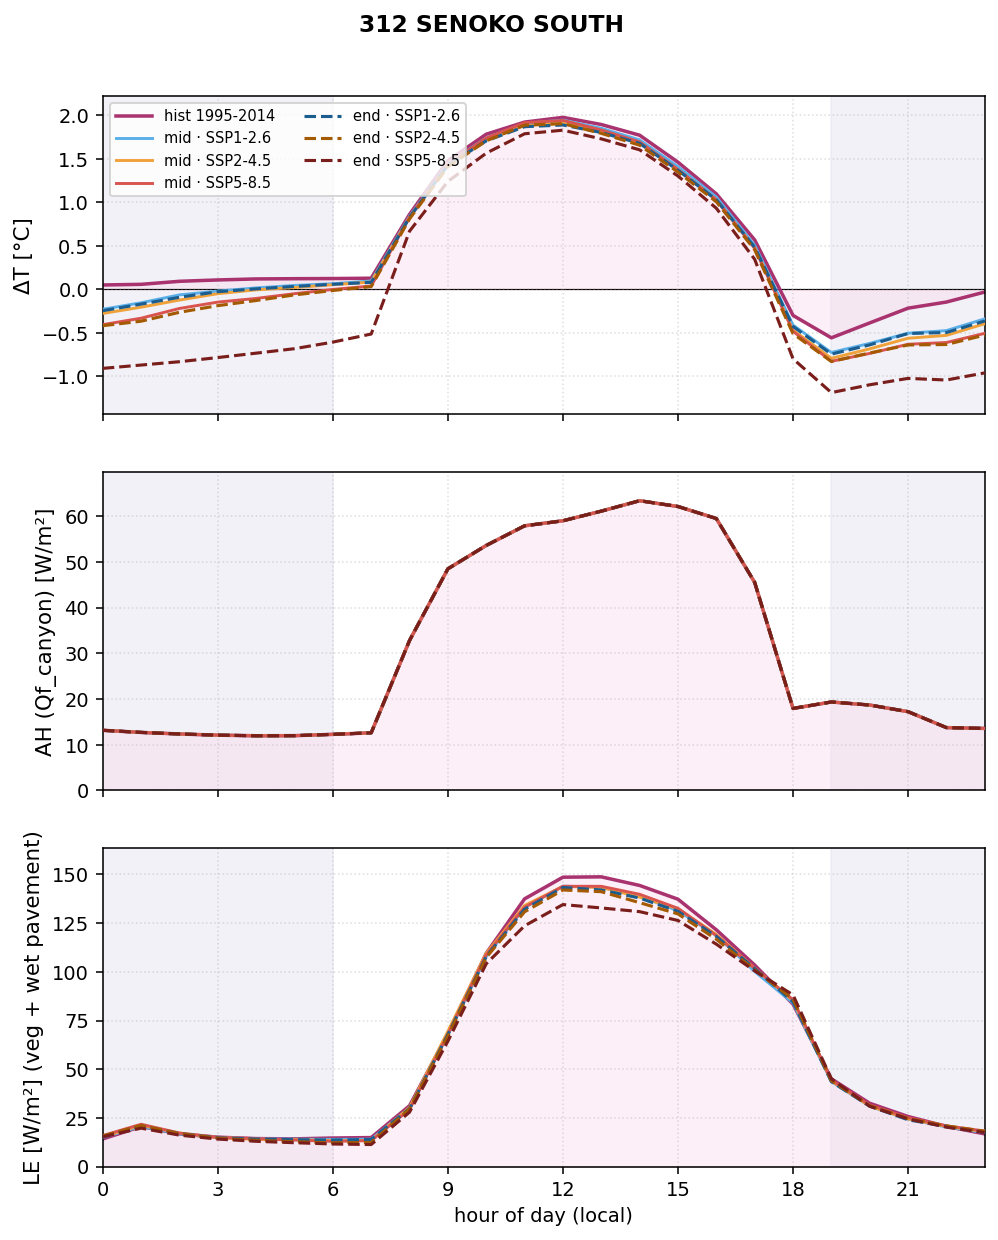 312 SENOKO SOUTH
hist 1995-2014
mid · SSP1-2.6
mid · SSP2-4.5
mid · SSP5-8.5
end · SSP1-2.6
end · SSP2-4.5
end · SSP5-8.5
ΔT [°C]
2.0
1.5
1.0
0.5
0.0
−0.5
−1.0
AH (Qf_canyon) [W/m²]
60
50
40
30
20
10
0
LE [W/m²] (veg + wet pavement)
150
125
100
75
50
25
0
0 3 6 9 12 15 18 21
hour of day (local)